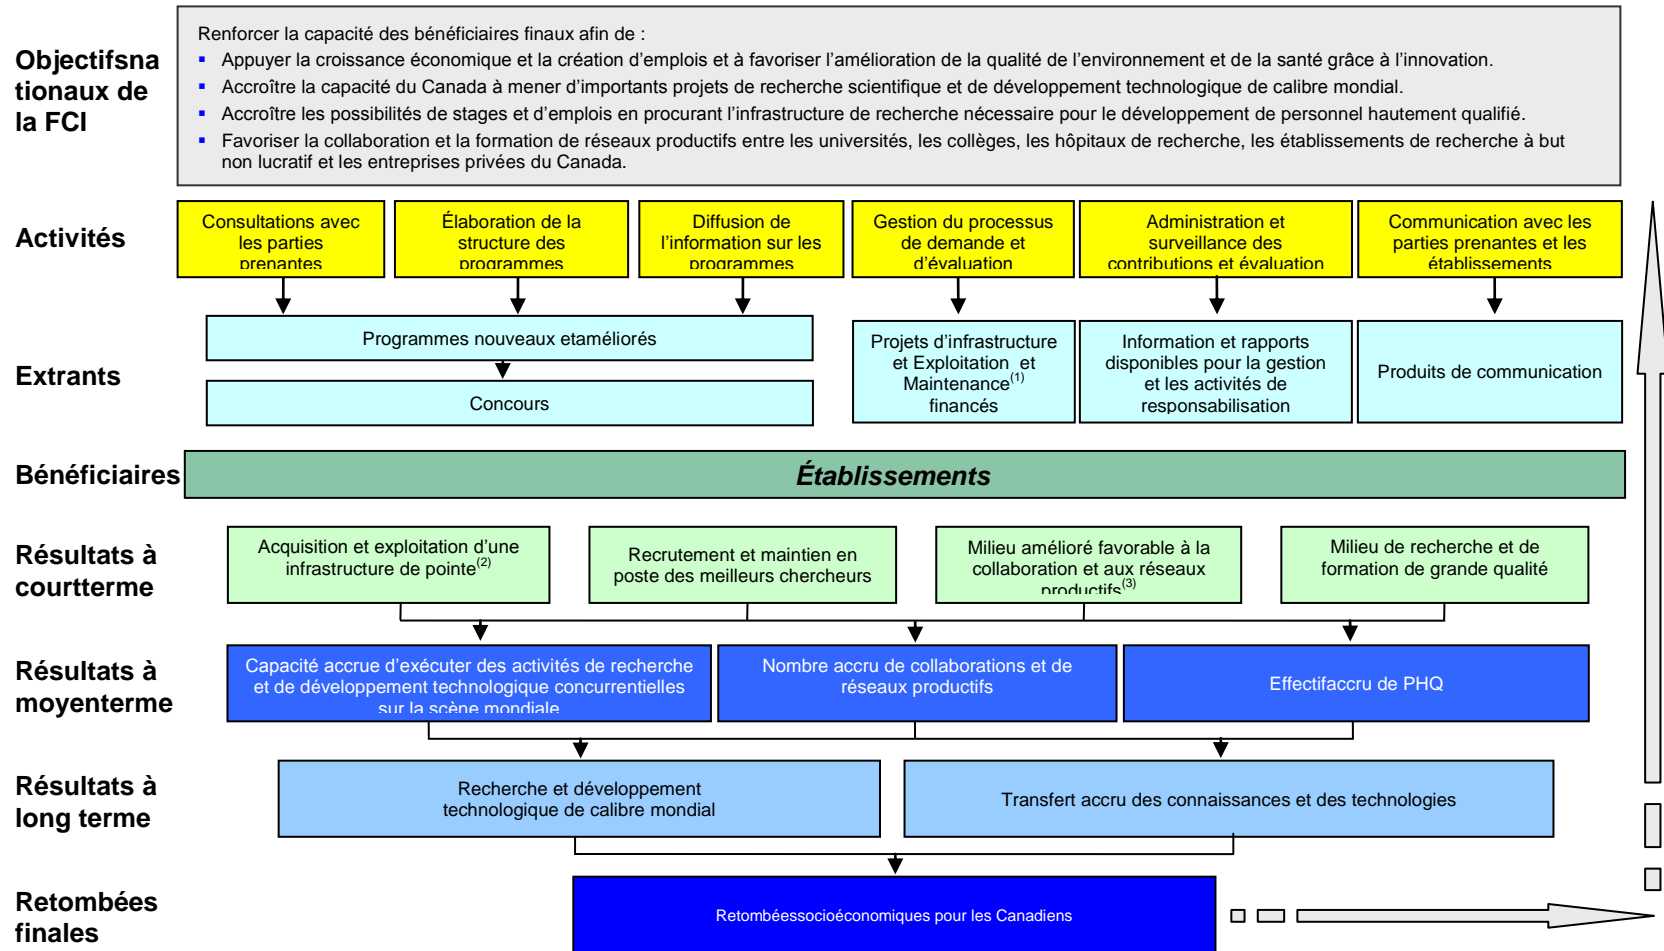 Objectifsna
tionaux de
la FCI
Renforcer la capacité des bénéficiaires finaux afin de :
▪ Appuyer la croissance économique et la création d’emplois et à favoriser l’amélioration de la qualité de l’environnement et de la santé grâce à l’innovation.
▪ Accroître la capacité du Canada à mener d’importants projets de recherche scientifique et de développement technologique de calibre mondial.
▪ Accroître les possibilités de stages et d’emplois en procurant l’infrastructure de recherche nécessaire pour le développement de personnel hautement qualifié.
▪ Favoriser la collaboration et la formation de réseaux productifs entre les universités, les collèges, les hôpitaux de recherche, les établissements de recherche à but
non lucratif et les entreprises privées du Canada.
Activités
Consultations avec
les parties
prenantes
Élaboration de la
structure des
programmes
Diffusion de
l’information sur les
programmes
Gestion du processus
de demande et
d’évaluation
Administration et
surveillance des
contributions et évaluation
Communication avec les
parties prenantes et les
établissements
Extrants
Programmes nouveaux etaméliorés
Concours
Projets d’infrastructure
et Exploitation et
Maintenance(1)
financés
Information et rapports
disponibles pour la gestion
et les activités de
responsabilisation
Produits de communication
Bénéficiaires
Établissements
Résultats à
courtterme
Acquisition et exploitation d’une
infrastructure de pointe(2)
Recrutement et maintien en
poste des meilleurs chercheurs
Milieu amélioré favorable à la
collaboration et aux réseaux
productifs(3)
Milieu de recherche et de
formation de grande qualité
Résultats à
moyenterme
Capacité accrue d’exécuter des activités de recherche
et de développement technologique concurrentielles
sur la scène mondiale
Nombre accru de collaborations et de
réseaux productifs
Effectifaccru de PHQ
Résultats à
long terme
Recherche et développement
technologique de calibre mondial
Transfert accru des connaissances et des technologies
Retombées
finales
Retombéessocioéconomiques pour les Canadiens